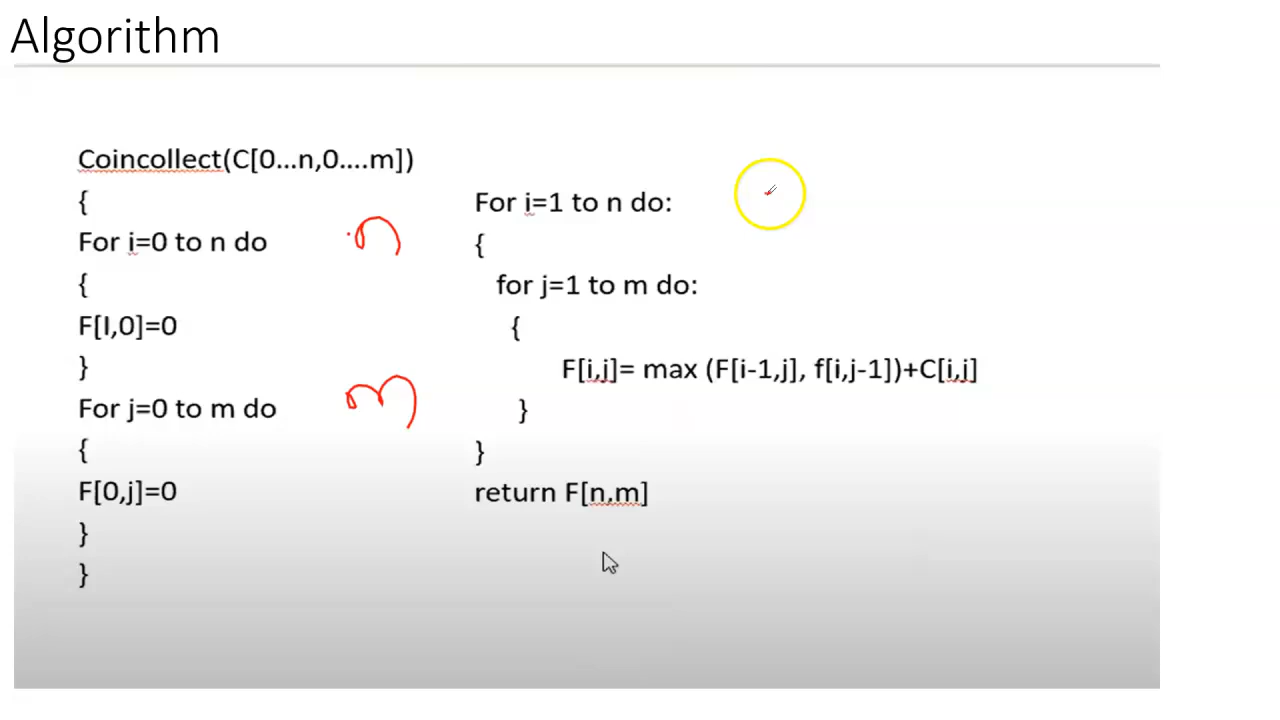 Algorithm
Coincollect(C[0...n,0....m])
{
For i=0 to n do
n
{
F[I,0]=0
}
For j=0 to m do
m
{
F[0,j]=0
}
}
For i=1 to n do:
{
for j=1 to m do:
{
F[i,j]= max (F[i-1,j], f[i,j-1])+C[i,j]
}
}
return F[n,m]